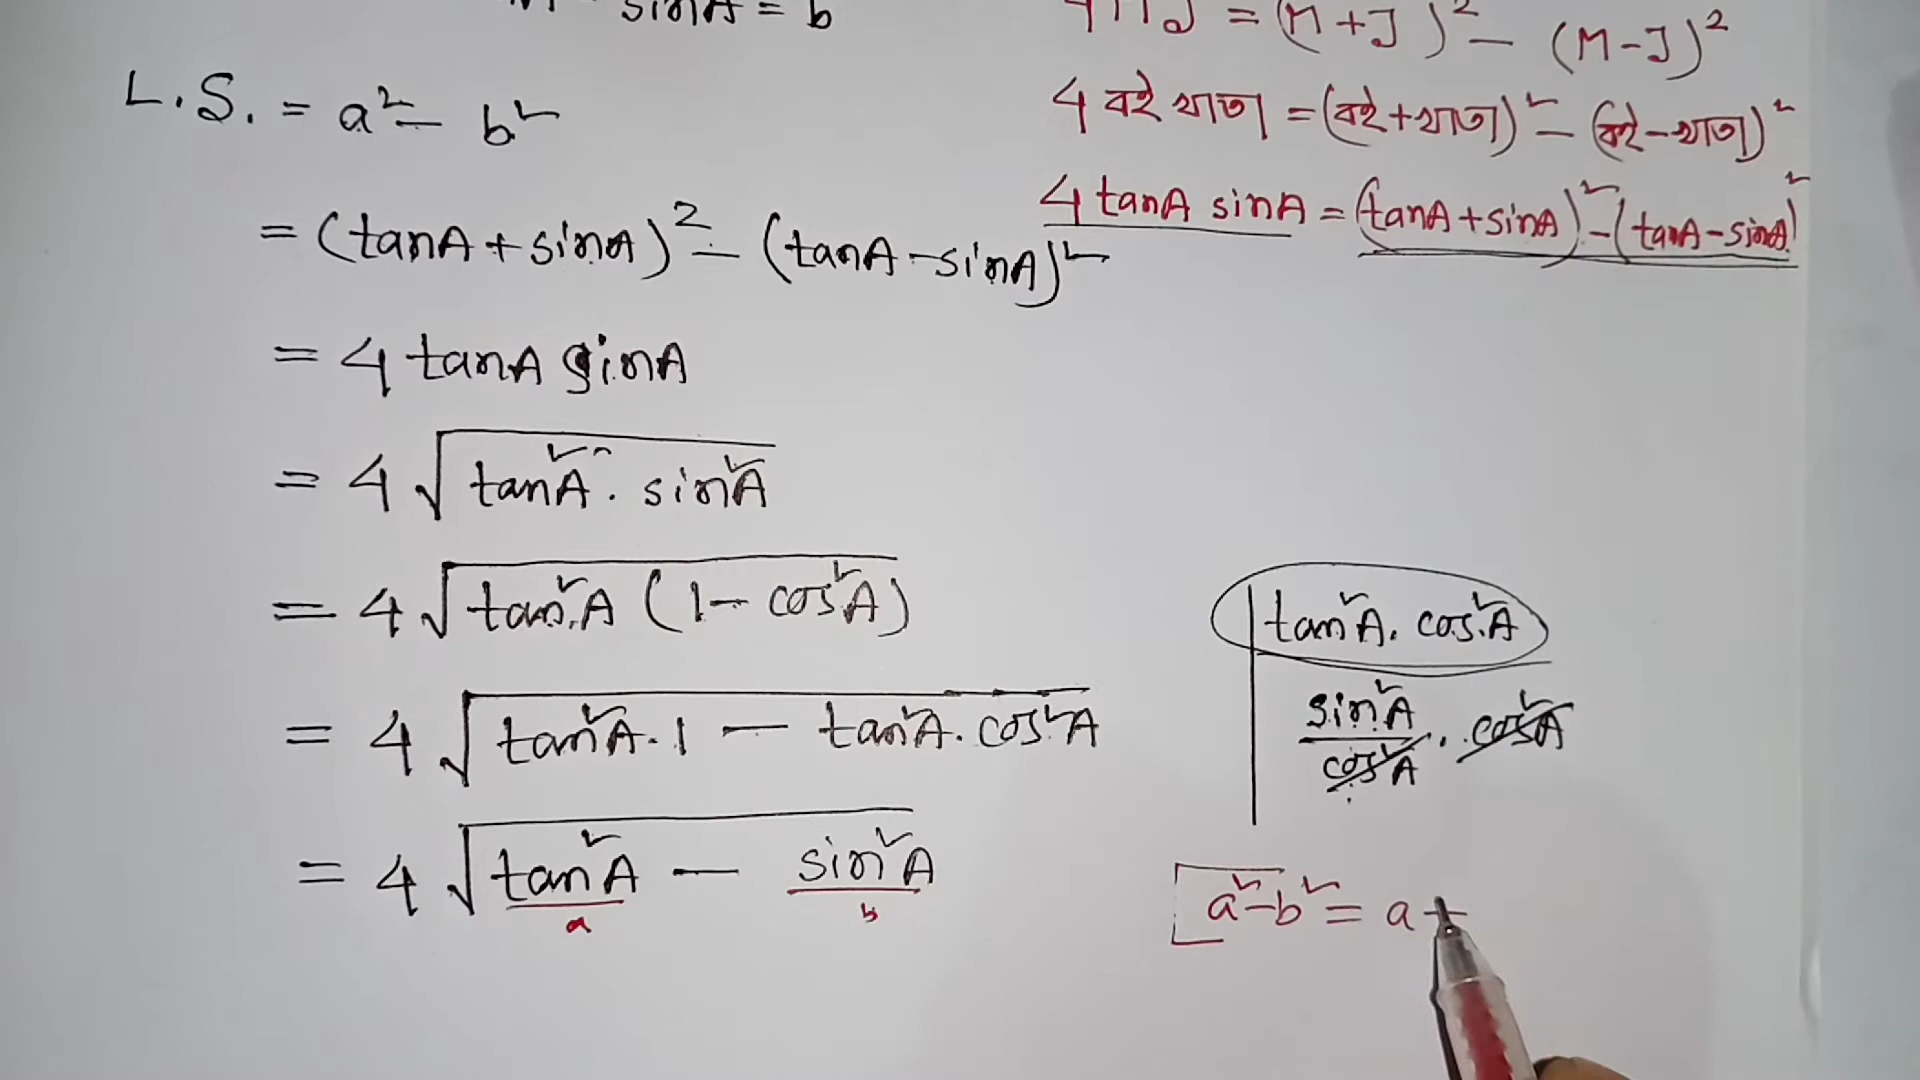 sinA = b
L.S. = a² - b²
= (tanA + sinA)² - (tanA - sinA)²
= 4 tanA sinA
= 4√tan²A · sin²A
= 4√tan²A (1 - cos²A)
= 4√tan²A · 1 - tan²A · cos²A
= 4√tan²A - sin²A
a b
= (M + J)² - (M - J)²
4 বই খাতা = (বই + খাতা)² - (বই - খাতা)²
4 tanA sinA = (tanA + sinA)² - (tanA - sinA)²
tan²A · cos²A
sin²A/cos²A · cos²A
a² - b² = a +